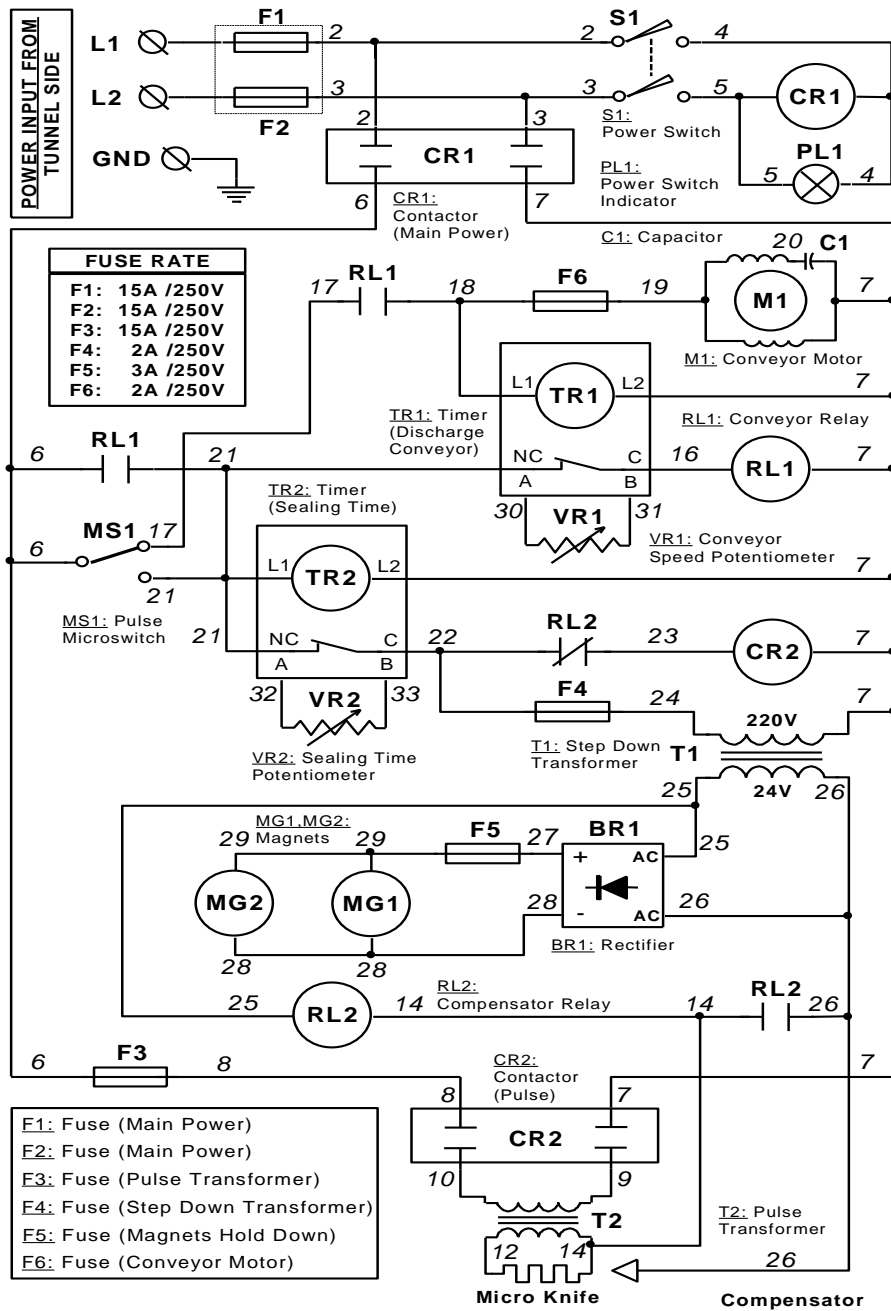 POWER INPUT FROM
TUNNEL SIDE
L1
F1
2
2
S1
4
L2
3
3
5
CR1
F2
S1:
Power Switch
GND
2
CR1
3
PL1:
Power Switch
Indicator
PL1
5
4
6
CR1:
Contactor
(Main Power)
7
C1: Capacitor
20
C1
FUSE RATE
F1: 15A /250V
F2: 15A /250V
F3: 15A /250V
F4: 2A /250V
F5: 3A /250V
F6: 2A /250V
17
RL1
18
F6
19
M1
7
M1: Conveyor Motor
L1
TR1
L2
7
TR1: Timer
(Discharge
Conveyor)
RL1: Conveyor Relay
6
RL1
21
NC
A
C
B
16
RL1
7
TR2: Timer
(Sealing Time)
30
VR1
31
VR1: Conveyor
Speed Potentiometer
6
MS1
17
21
MS1: Pulse
Microswitch
L1
TR2
L2
7
21
NC
A
C
B
22
RL2
23
CR2
7
32
VR2
33
F4
24
7
VR2: Sealing Time
Potentiometer
T1: Step Down
Transformer
220V
T1
24V
25
26
MG1,MG2:
Magnets
29
29
F5
27
BR1
+
AC
25
MG2
MG1
28
-
AC
26
28
28
BR1: Rectifier
25
RL2
14
RL2:
Compensator Relay
14
RL2
26
6
F3
8
CR2:
Contactor
(Pulse)
7
8
CR2
7
10
9
F1: Fuse (Main Power)
F2: Fuse (Main Power)
F3: Fuse (Pulse Transformer)
F4: Fuse (Step Down Transformer)
F5: Fuse (Magnets Hold Down)
F6: Fuse (Conveyor Motor)
T2
T2: Pulse
Transformer
12
14
26
Micro Knife
Compensator